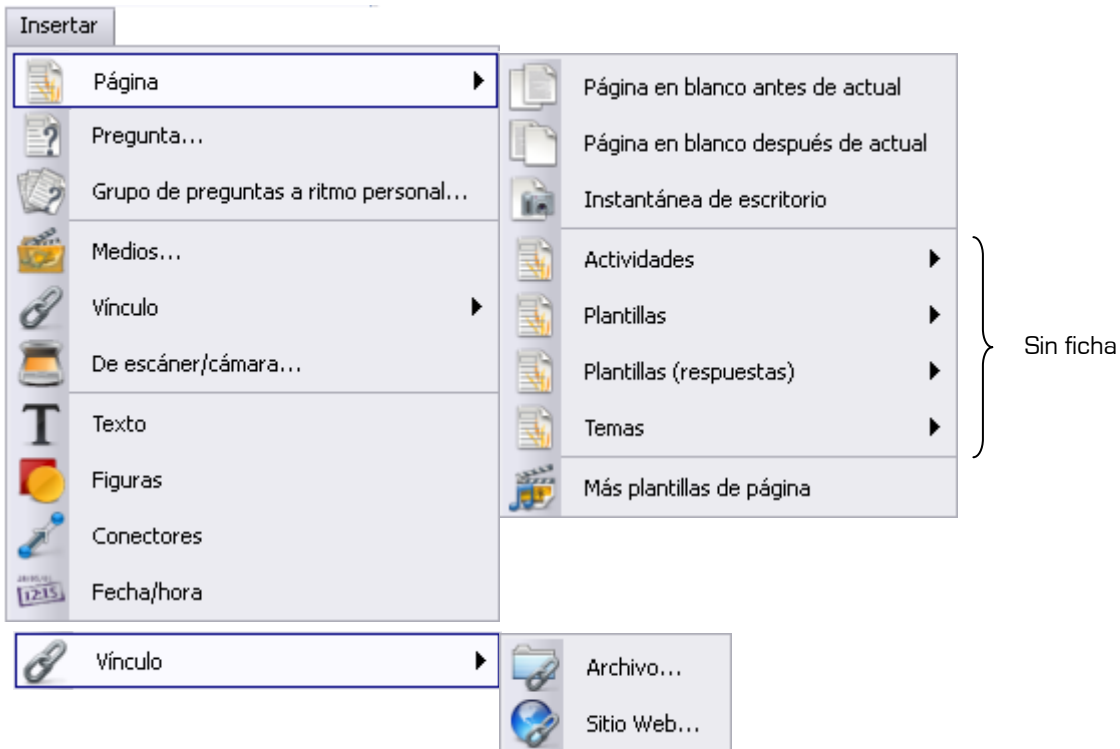 Insertar
Página
Pregunta...
Grupo de preguntas a ritmo personal...
Medios...
Vínculo
De escáner/cámara...
T Texto
Figuras
Conectores
12:15 Fecha/hora
Página en blanco antes de actual
Página en blanco después de actual
Instantánea de escritorio
Actividades
Plantillas
Plantillas (respuestas)
Temas
Más plantillas de página
Sin ficha
Vínculo
Archivo...
Sitio Web...